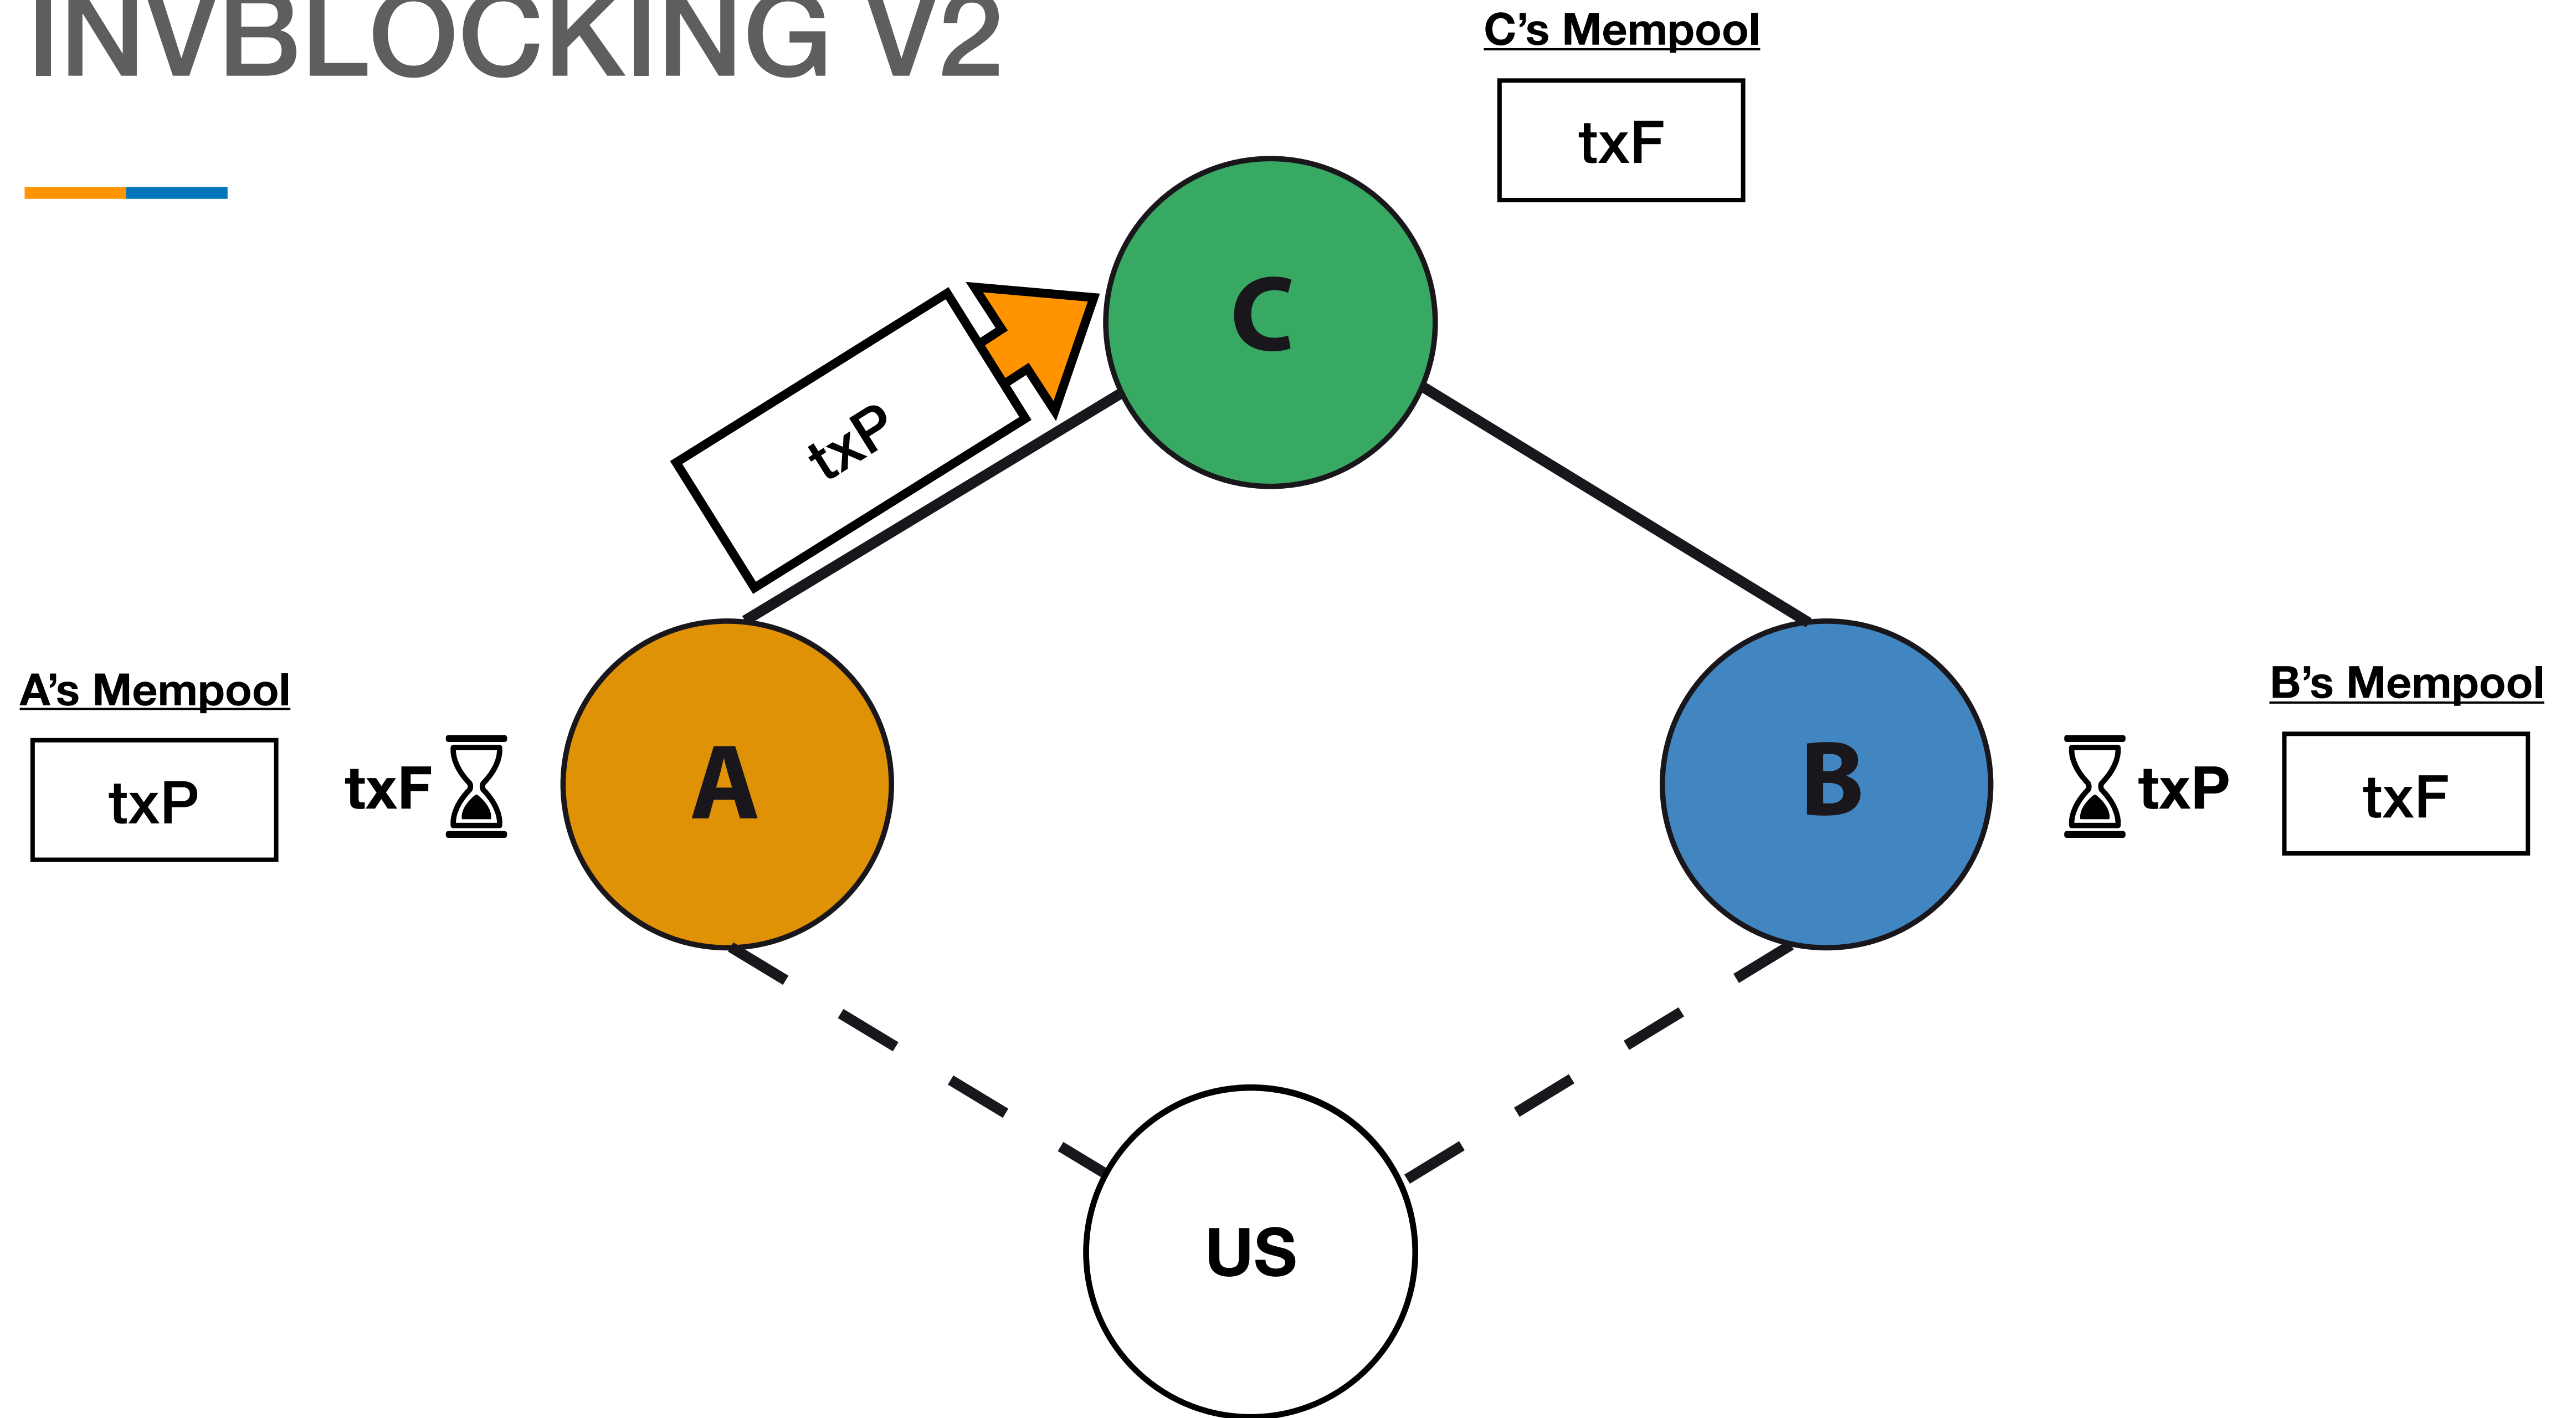 INVBLOCKING V2
C’s Mempool
txF
C
txP
A’s Mempool
txP
txF
A
B
txP
B’s Mempool
txF
US